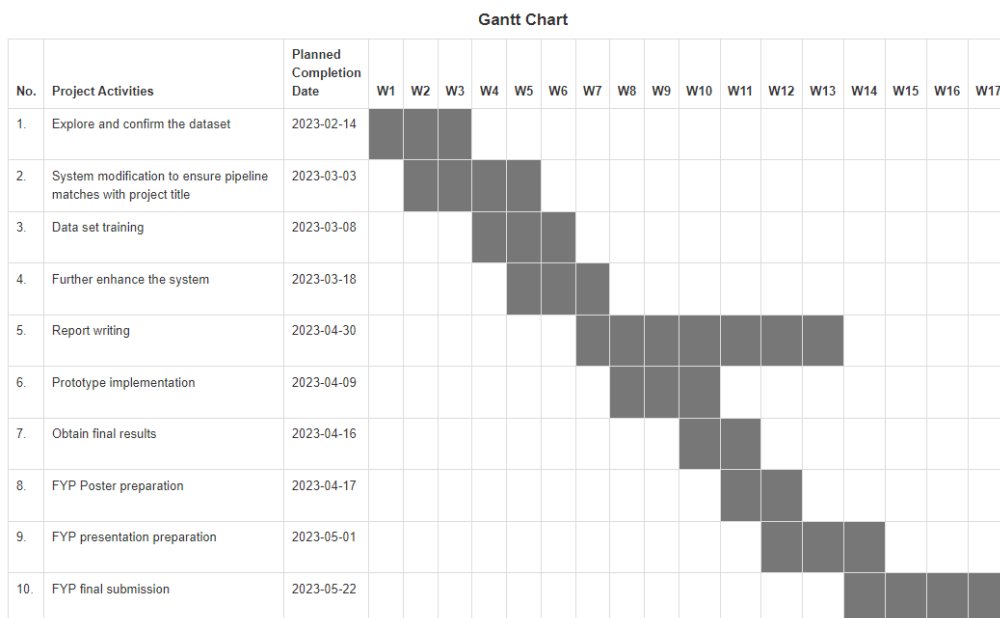 Gantt Chart
Planned
Completion
No. Project Activities Date W1 W2 W3 W4 W5 W6 W7 W8 W9 W10 W11 W12 W13 W14 W15 W16 W17
1. Explore and confirm the dataset 2023-02-14
2. System modification to ensure pipeline 2023-03-03
matches with project title
3. Data set training 2023-03-08
4. Further enhance the system 2023-03-18
5. Report writing 2023-04-30
6. Prototype implementation 2023-04-09
7. Obtain final results 2023-04-16
8. FYP Poster preparation 2023-04-17
9. FYP presentation preparation 2023-05-01
10. FYP final submission 2023-05-22